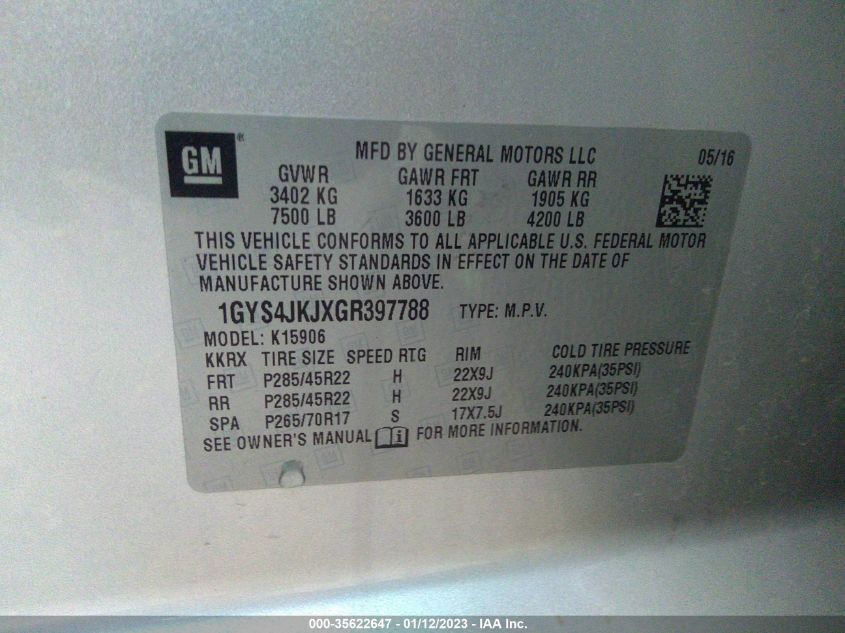 GM ® MFD BY GENERAL MOTORS LLC 05/16
GVWR GAWR FRT GAWR RR
3402 KG 1633 KG 1905 KG
7500 LB 3600 LB 4200 LB
THIS VEHICLE CONFORMS TO ALL APPLICABLE U.S. FEDERAL MOTOR
VEHICLE SAFETY STANDARDS IN EFFECT ON THE DATE OF
MANUFACTURE SHOWN ABOVE.
1GYS4JKJXGR397788 TYPE: M.P.V.
MODEL: K15906
KKRX TIRE SIZE SPEED RTG RIM COLD TIRE PRESSURE
FRT P285/45R22 H 22X9J 240KPA(35PSI)
RR P285/45R22 H 22X9J 240KPA(35PSI)
SPA P265/70R17 S 17X7.5J 240KPA(35PSI)
SEE OWNER'S MANUAL i FOR MORE INFORMATION.
000-35622647 - 01/12/2023 - IAA Inc.